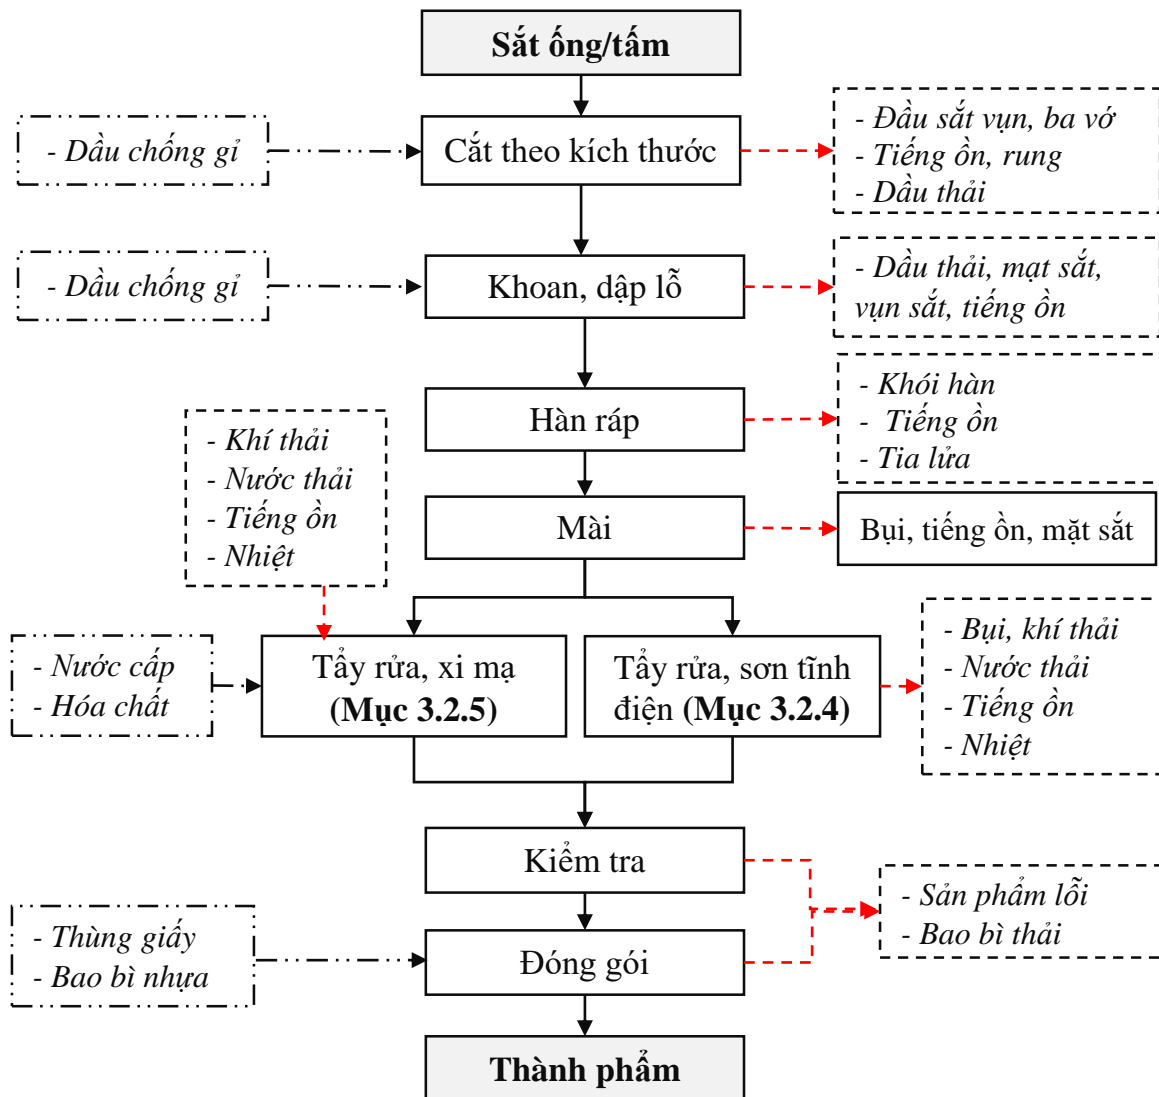 Sắt ống/tấm
- Dầu chống gỉ
Cắt theo kích thước
- Đầu sắt vụn, ba vớ
- Tiếng ồn, rung
- Dầu thải
- Dầu chống gỉ
Khoan, dập lỗ
- Dầu thải, mạt sắt,
vụn sắt, tiếng ồn
Hàn ráp
- Khói hàn
- Tiếng ồn
- Tia lửa
- Khí thải
- Nước thải
- Tiếng ồn
- Nhiệt
Mài
Bụi, tiếng ồn, mặt sắt
- Nước cấp
- Hóa chất
Tẩy rửa, xi mạ
(Mục 3.2.5)
Tẩy rửa, sơn tĩnh
điện (Mục 3.2.4)
- Bụi, khí thải
- Nước thải
- Tiếng ồn
- Nhiệt
Kiểm tra
- Sản phẩm lỗi
- Bao bì thải
- Thùng giấy
- Bao bì nhựa
Đóng gói
Thành phẩm